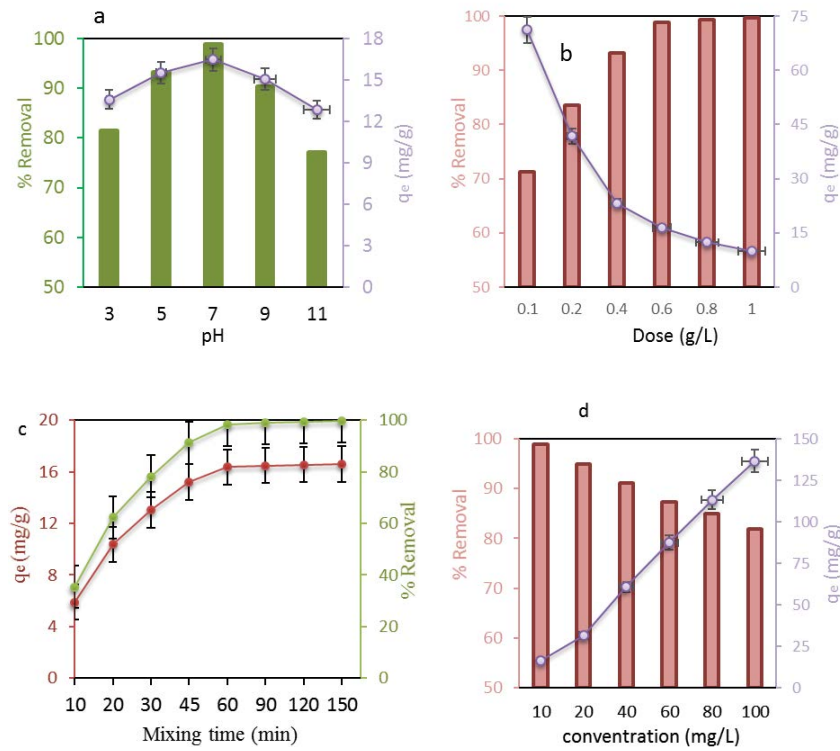 a
100
90
80
70
60
50
% Removal
18
15
12
9
6
3
0
qe (mg/g)
3 5 7 9 11
pH
b
100
90
80
70
60
50
% Removal
75
60
45
30
15
0
qe (mg/g)
0.1 0.2 0.4 0.6 0.8 1
Dose (g/L)
c
20
16
12
8
4
0
qe (mg/g)
100
80
60
40
20
0
% Removal
10 20 30 45 60 90 120 150
Mixing time (min)
d
100
90
80
70
60
50
% Removal
150
125
100
75
50
25
0
qe (mg/g)
10 20 40 60 80 100
concentration (mg/L)